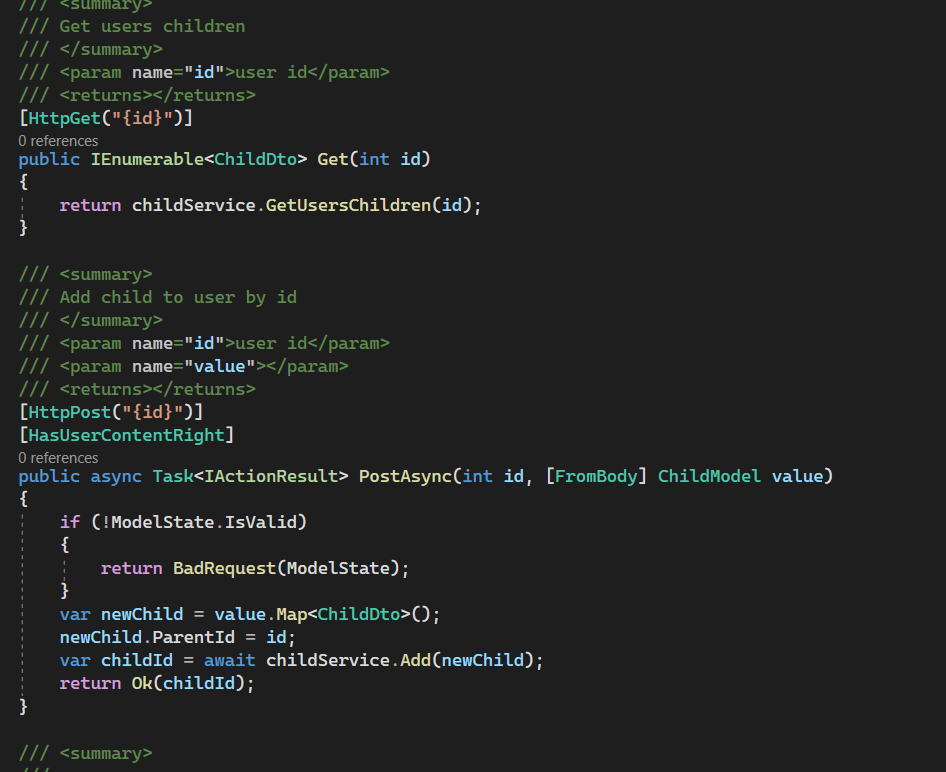 /// <summary>
/// Get users children
/// </summary>
/// <param name="id">user id</param>
/// <returns></returns>
[HttpGet("{id}")]
0 references
public IEnumerable<ChildDto> Get(int id)
{
    return childService.GetUsersChildren(id);
}

/// <summary>
/// Add child to user by id
/// </summary>
/// <param name="id">user id</param>
/// <param name="value"></param>
/// <returns></returns>
[HttpPost("{id}")]
[HasUserContentRight]
0 references
public async Task<IActionResult> PostAsync(int id, [FromBody] ChildModel value)
{
    if (!ModelState.IsValid)
    {
        return BadRequest(ModelState);
    }
    var newChild = value.Map<ChildDto>();
    newChild.ParentId = id;
    var childId = await childService.Add(newChild);
    return Ok(childId);
}

/// <summary>
///